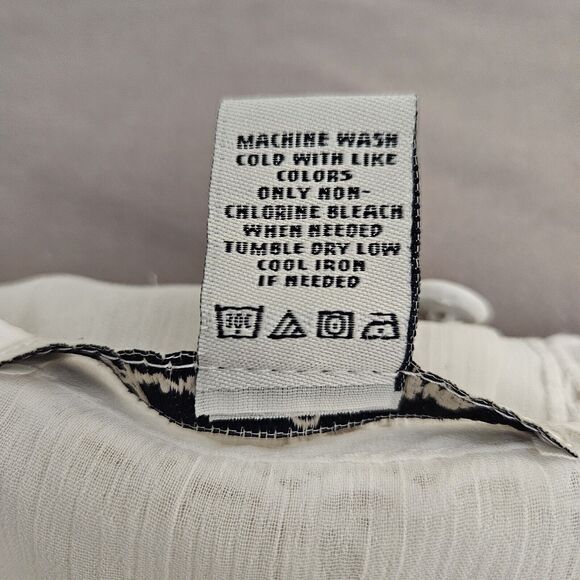 MACHINE WASH
COLD WITH LIKE
COLORS
ONLY NON-
CHLORINE BLEACH
WHEN NEEDED
TUMBLE DRY LOW
COOL IRON
IF NEEDED
30C